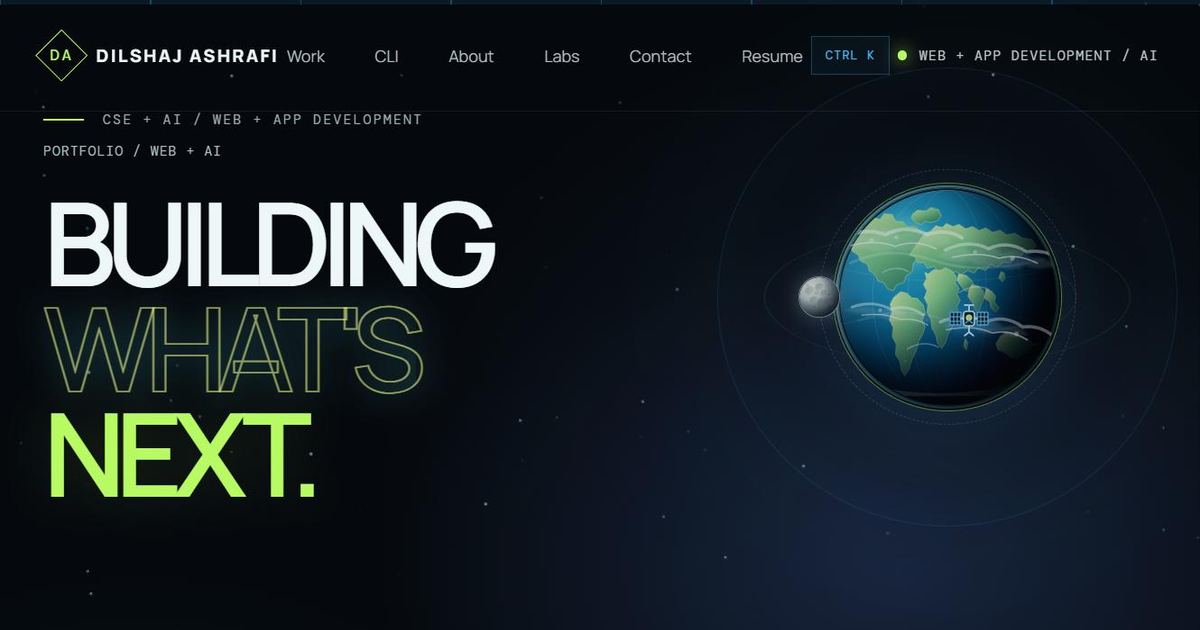 DA DILSHAJ ASHRAFI Work CLI About Labs Contact Resume CTRL K WEB + APP DEVELOPMENT / AI
CSE + AI / WEB + APP DEVELOPMENT
PORTFOLIO / WEB + AI
BUILDING
WHAT'S
NEXT.